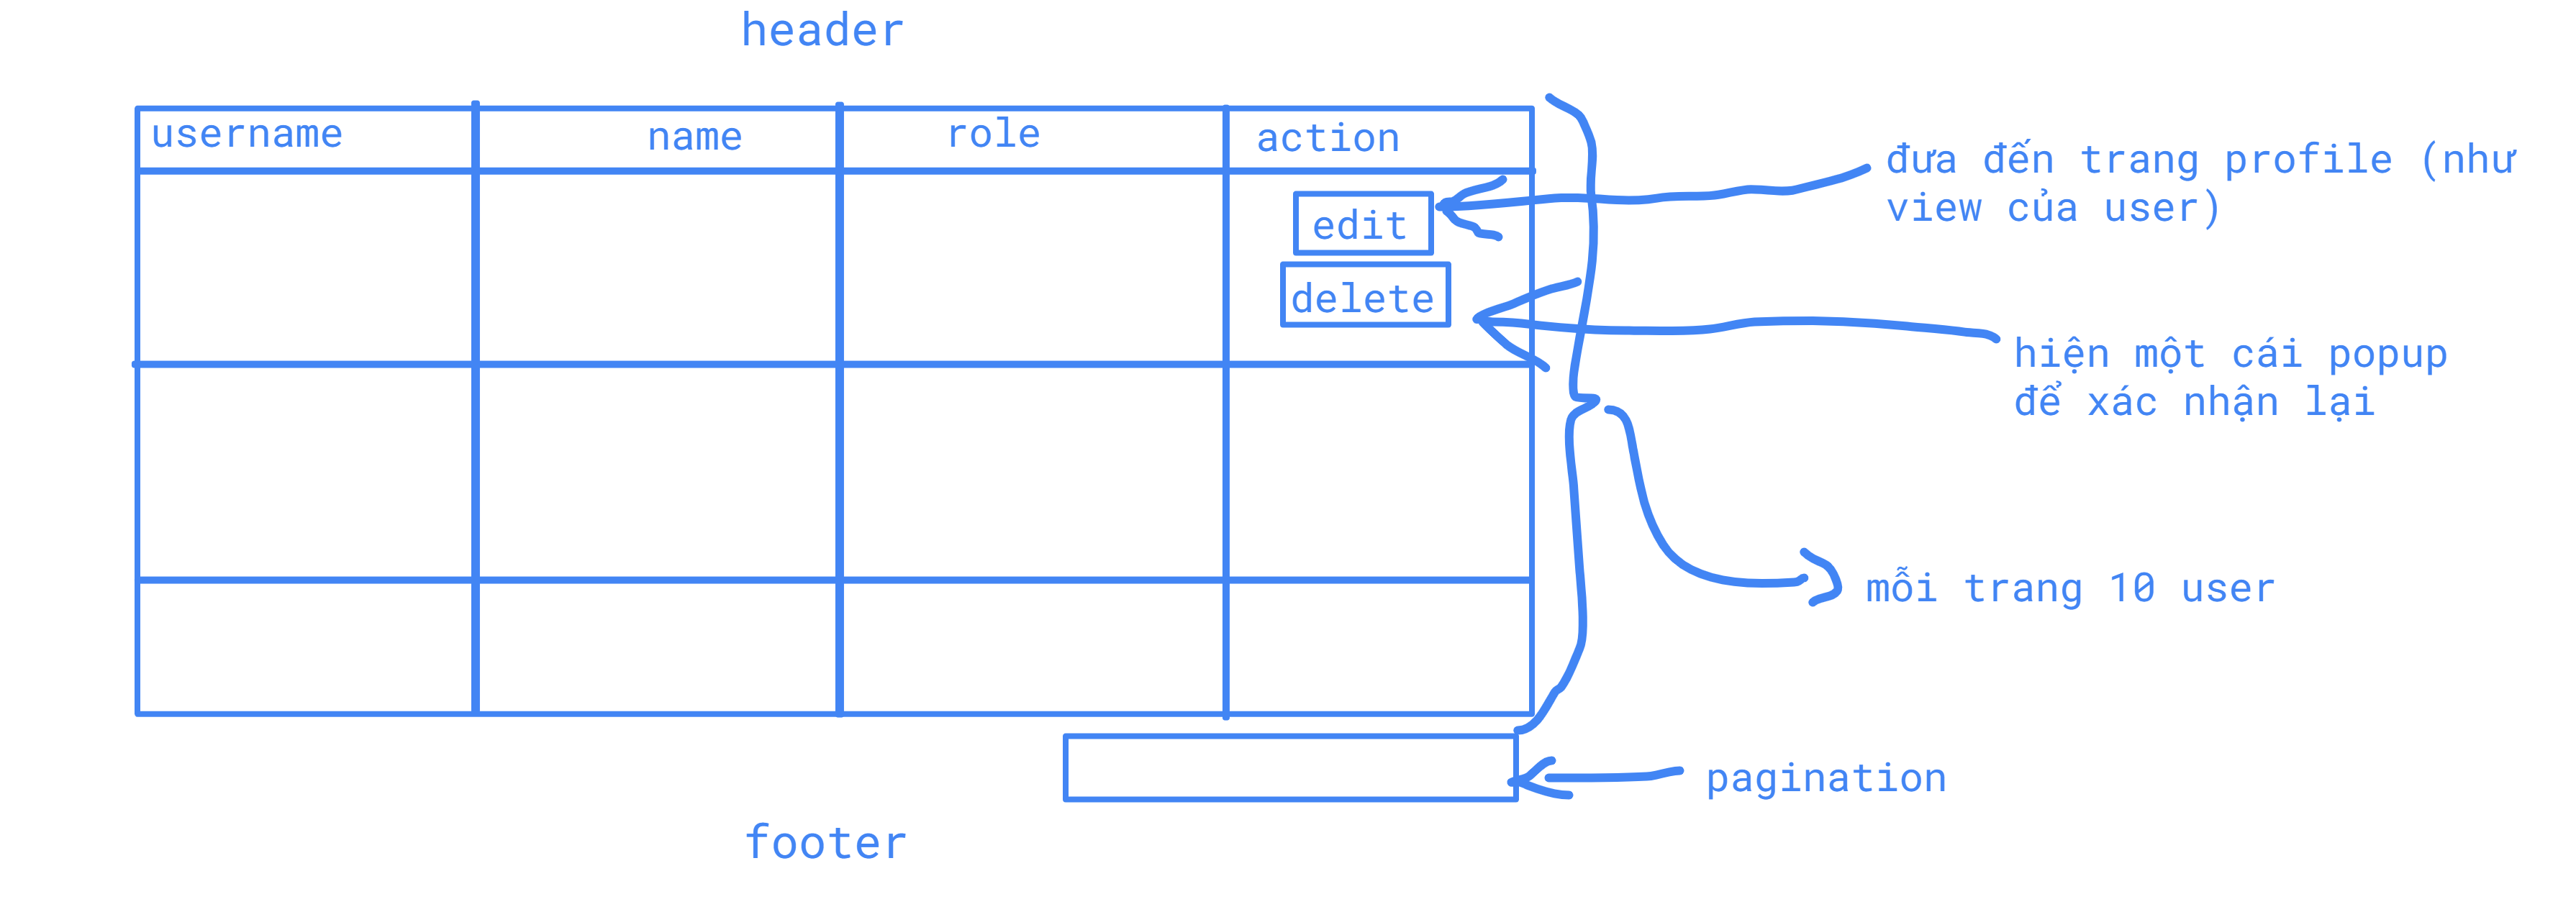 header
username
name
role
action
đưa đến trang profile (như
view của user)
edit
delete
hiện một cái popup
để xác nhận lại
mỗi trang 10 user
pagination
footer